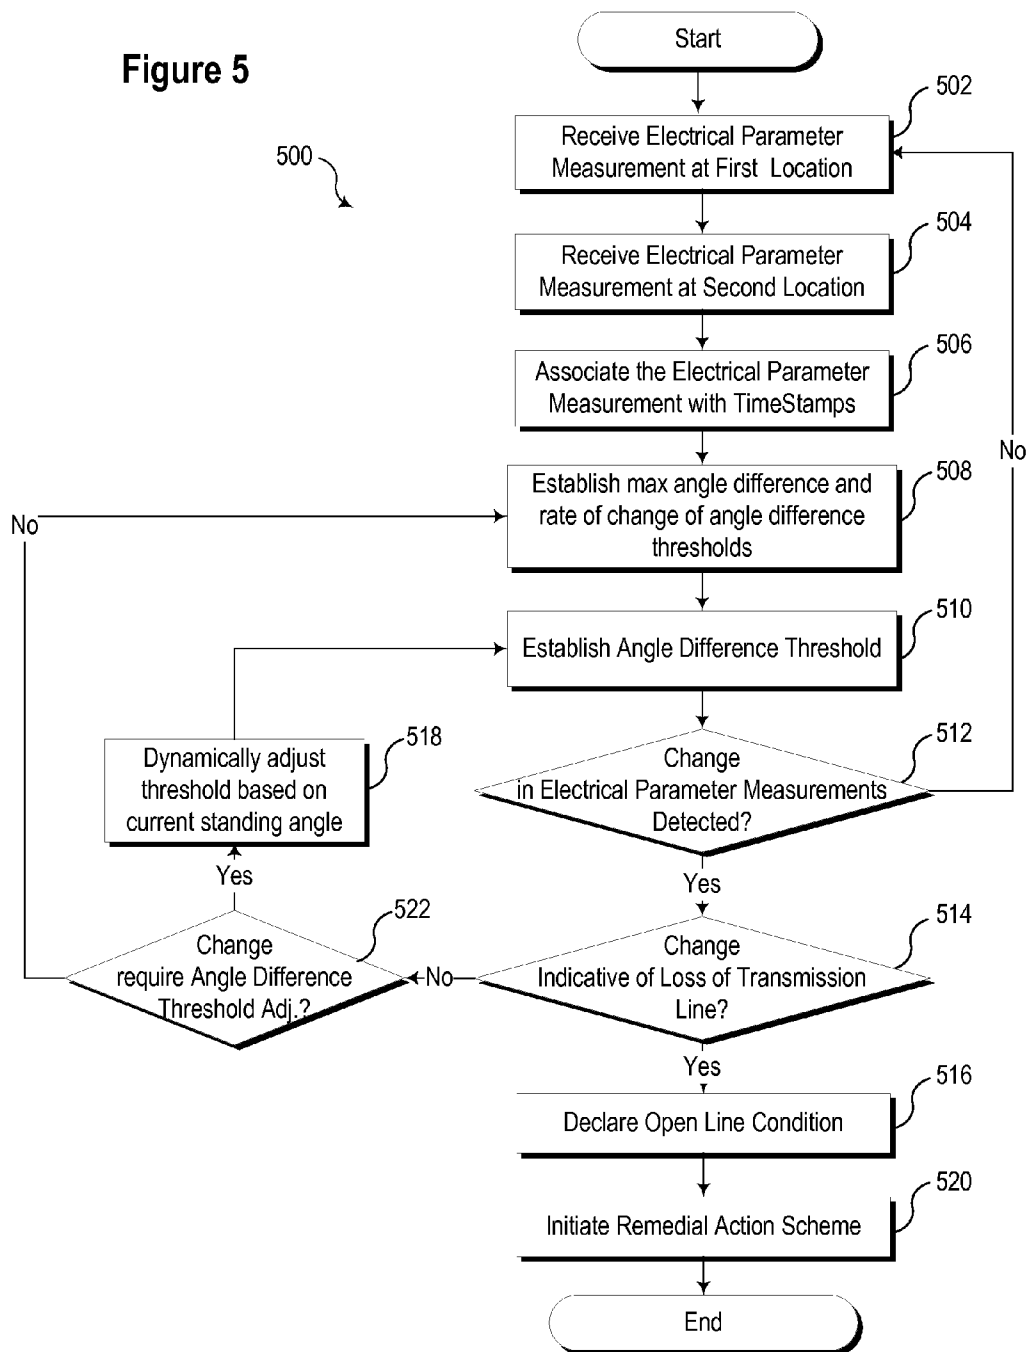 Figure 5
500
Start
502
Receive Electrical Parameter
Measurement at First Location
504
Receive Electrical Parameter
Measurement at Second Location
506
Associate the Electrical Parameter
Measurement with TimeStamps
No
508
Establish max angle difference and
rate of change of angle difference
thresholds
No
510
Establish Angle Difference Threshold
512
Change
in Electrical Parameter Measurements
Detected?
518
Dynamically adjust
threshold based on
current standing angle
Yes
Yes
514
Change
Indicative of Loss of Transmission
Line?
No
522
Change
require Angle Difference
Threshold Adj.?
Yes
516
Declare Open Line Condition
520
Initiate Remedial Action Scheme
End